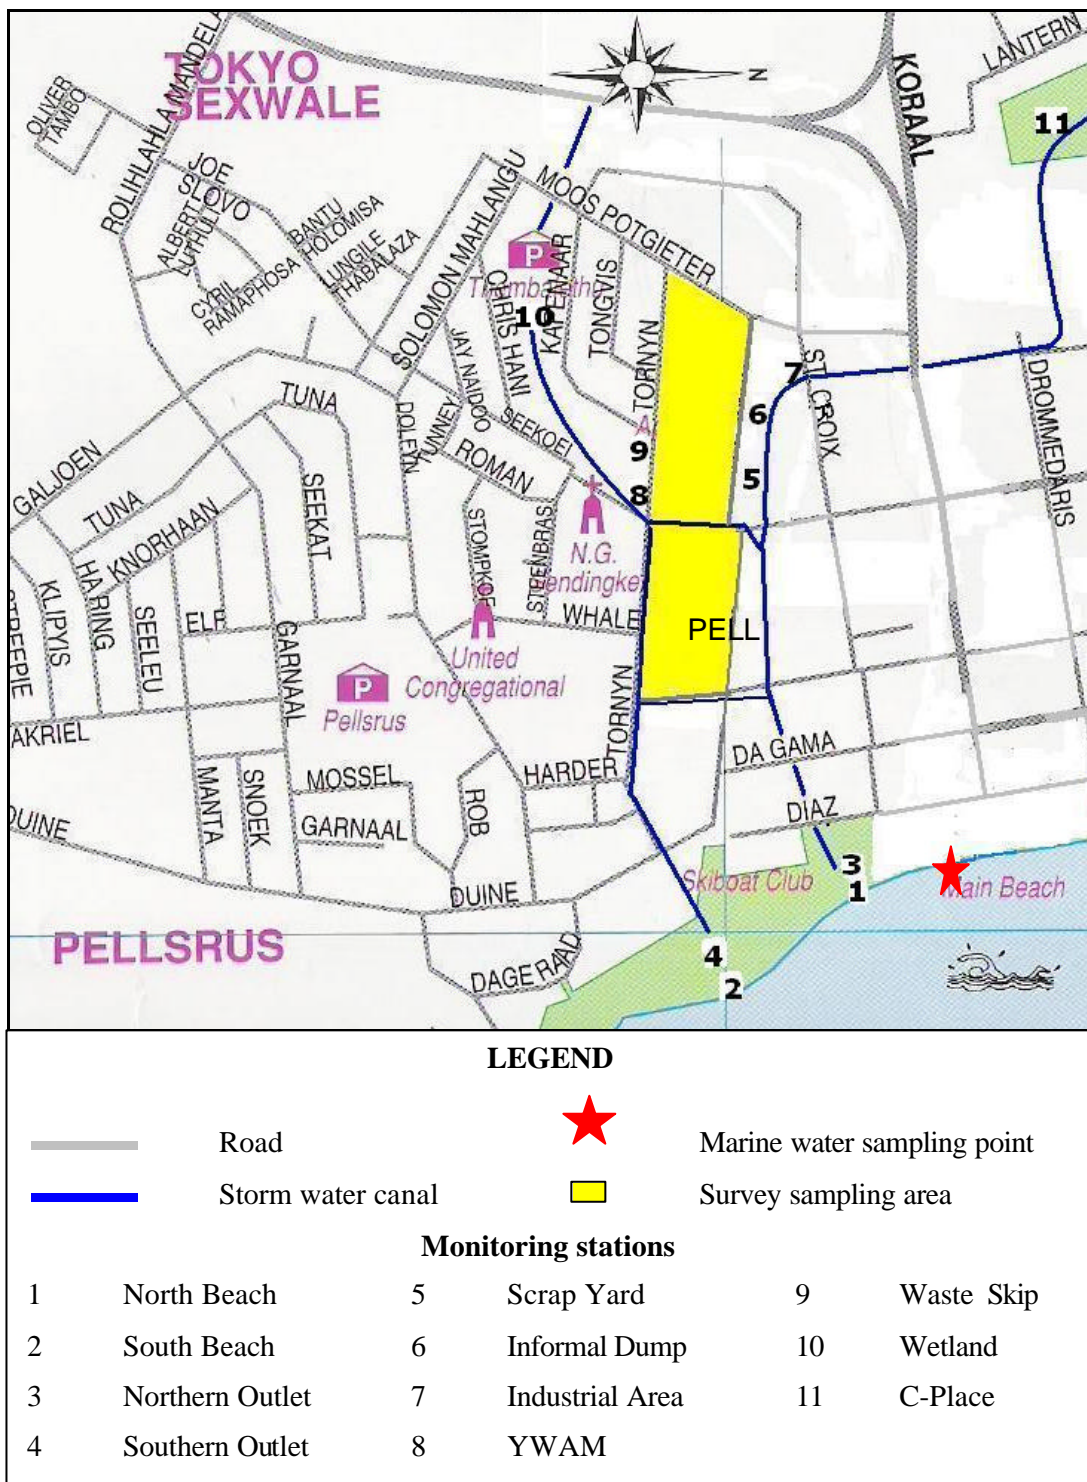 TOKYO
SEXWALE
N
LANTERN
KORAAL
11
OLIVER
TAMBO
ROLIHLAHLA MANDELA
JOE
SLOVO
ALBERT
LUTHULI
BANTU
HOLOMISA
LUNGILE
THABALAZA
CYRIL
RAMAPHOSA
SOLOMON MAHLANGU
MOOS POTGIETER
P
10
CHRIS HANI
TONGVIS
TORNYN
JAY NAIDOO
7
ST. CROIX
DROMMEDARIS
6
5
A
9
8
SEEKOEI
ROMAN
TUNNEY
DOLFYN
TUNA
GALJOEN
TUNA
KNORHAAN
SEEKAT
STOMPKOP
STEENBRAS
N.G.
WHALE
PELL
KLIPYIS
HARING
SEELEU
ELF
GARNAAL
United
Congregational
P
Pellsrus
TORNYN
AKRIEL
DA GAMA
MANTA
SNOEK
MOSSEL
GARNAAL
ROB
HARDER
DIAZ
DUINE
DUINE
Skiboat Club
3
1
Main Beach
PELLSRUS
DAGERAAD
4
2
LEGEND
Road
Marine water sampling point
Storm water canal
Survey sampling area
Monitoring stations
1 North Beach 5 Scrap Yard 9 Waste Skip
2 South Beach 6 Informal Dump 10 Wetland
3 Northern Outlet 7 Industrial Area 11 C-Place
4 Southern Outlet 8 YWAM